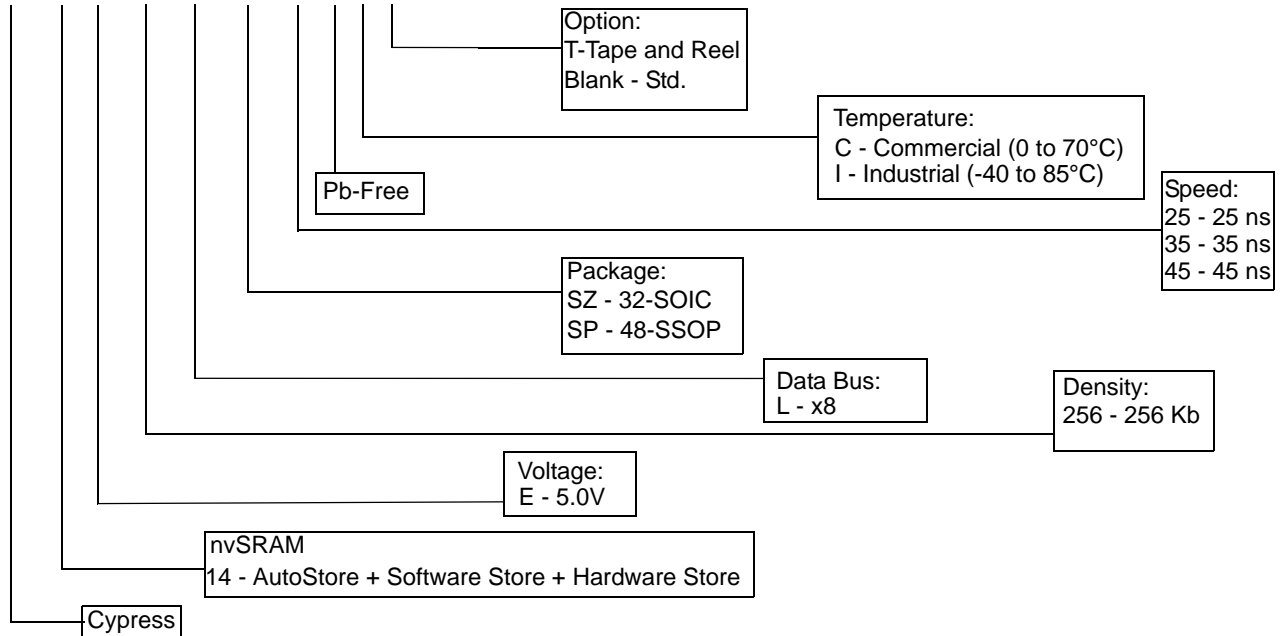 Option:
T-Tape and Reel
Blank - Std.
Temperature:
C - Commercial (0 to 70°C)
I - Industrial (-40 to 85°C)
Pb-Free
Speed:
25 - 25 ns
35 - 35 ns
45 - 45 ns
Package:
SZ - 32-SOIC
SP - 48-SSOP
Data Bus:
L - x8
Density:
256 - 256 Kb
Voltage:
E - 5.0V
nvSRAM
14 - AutoStore + Software Store + Hardware Store
Cypress